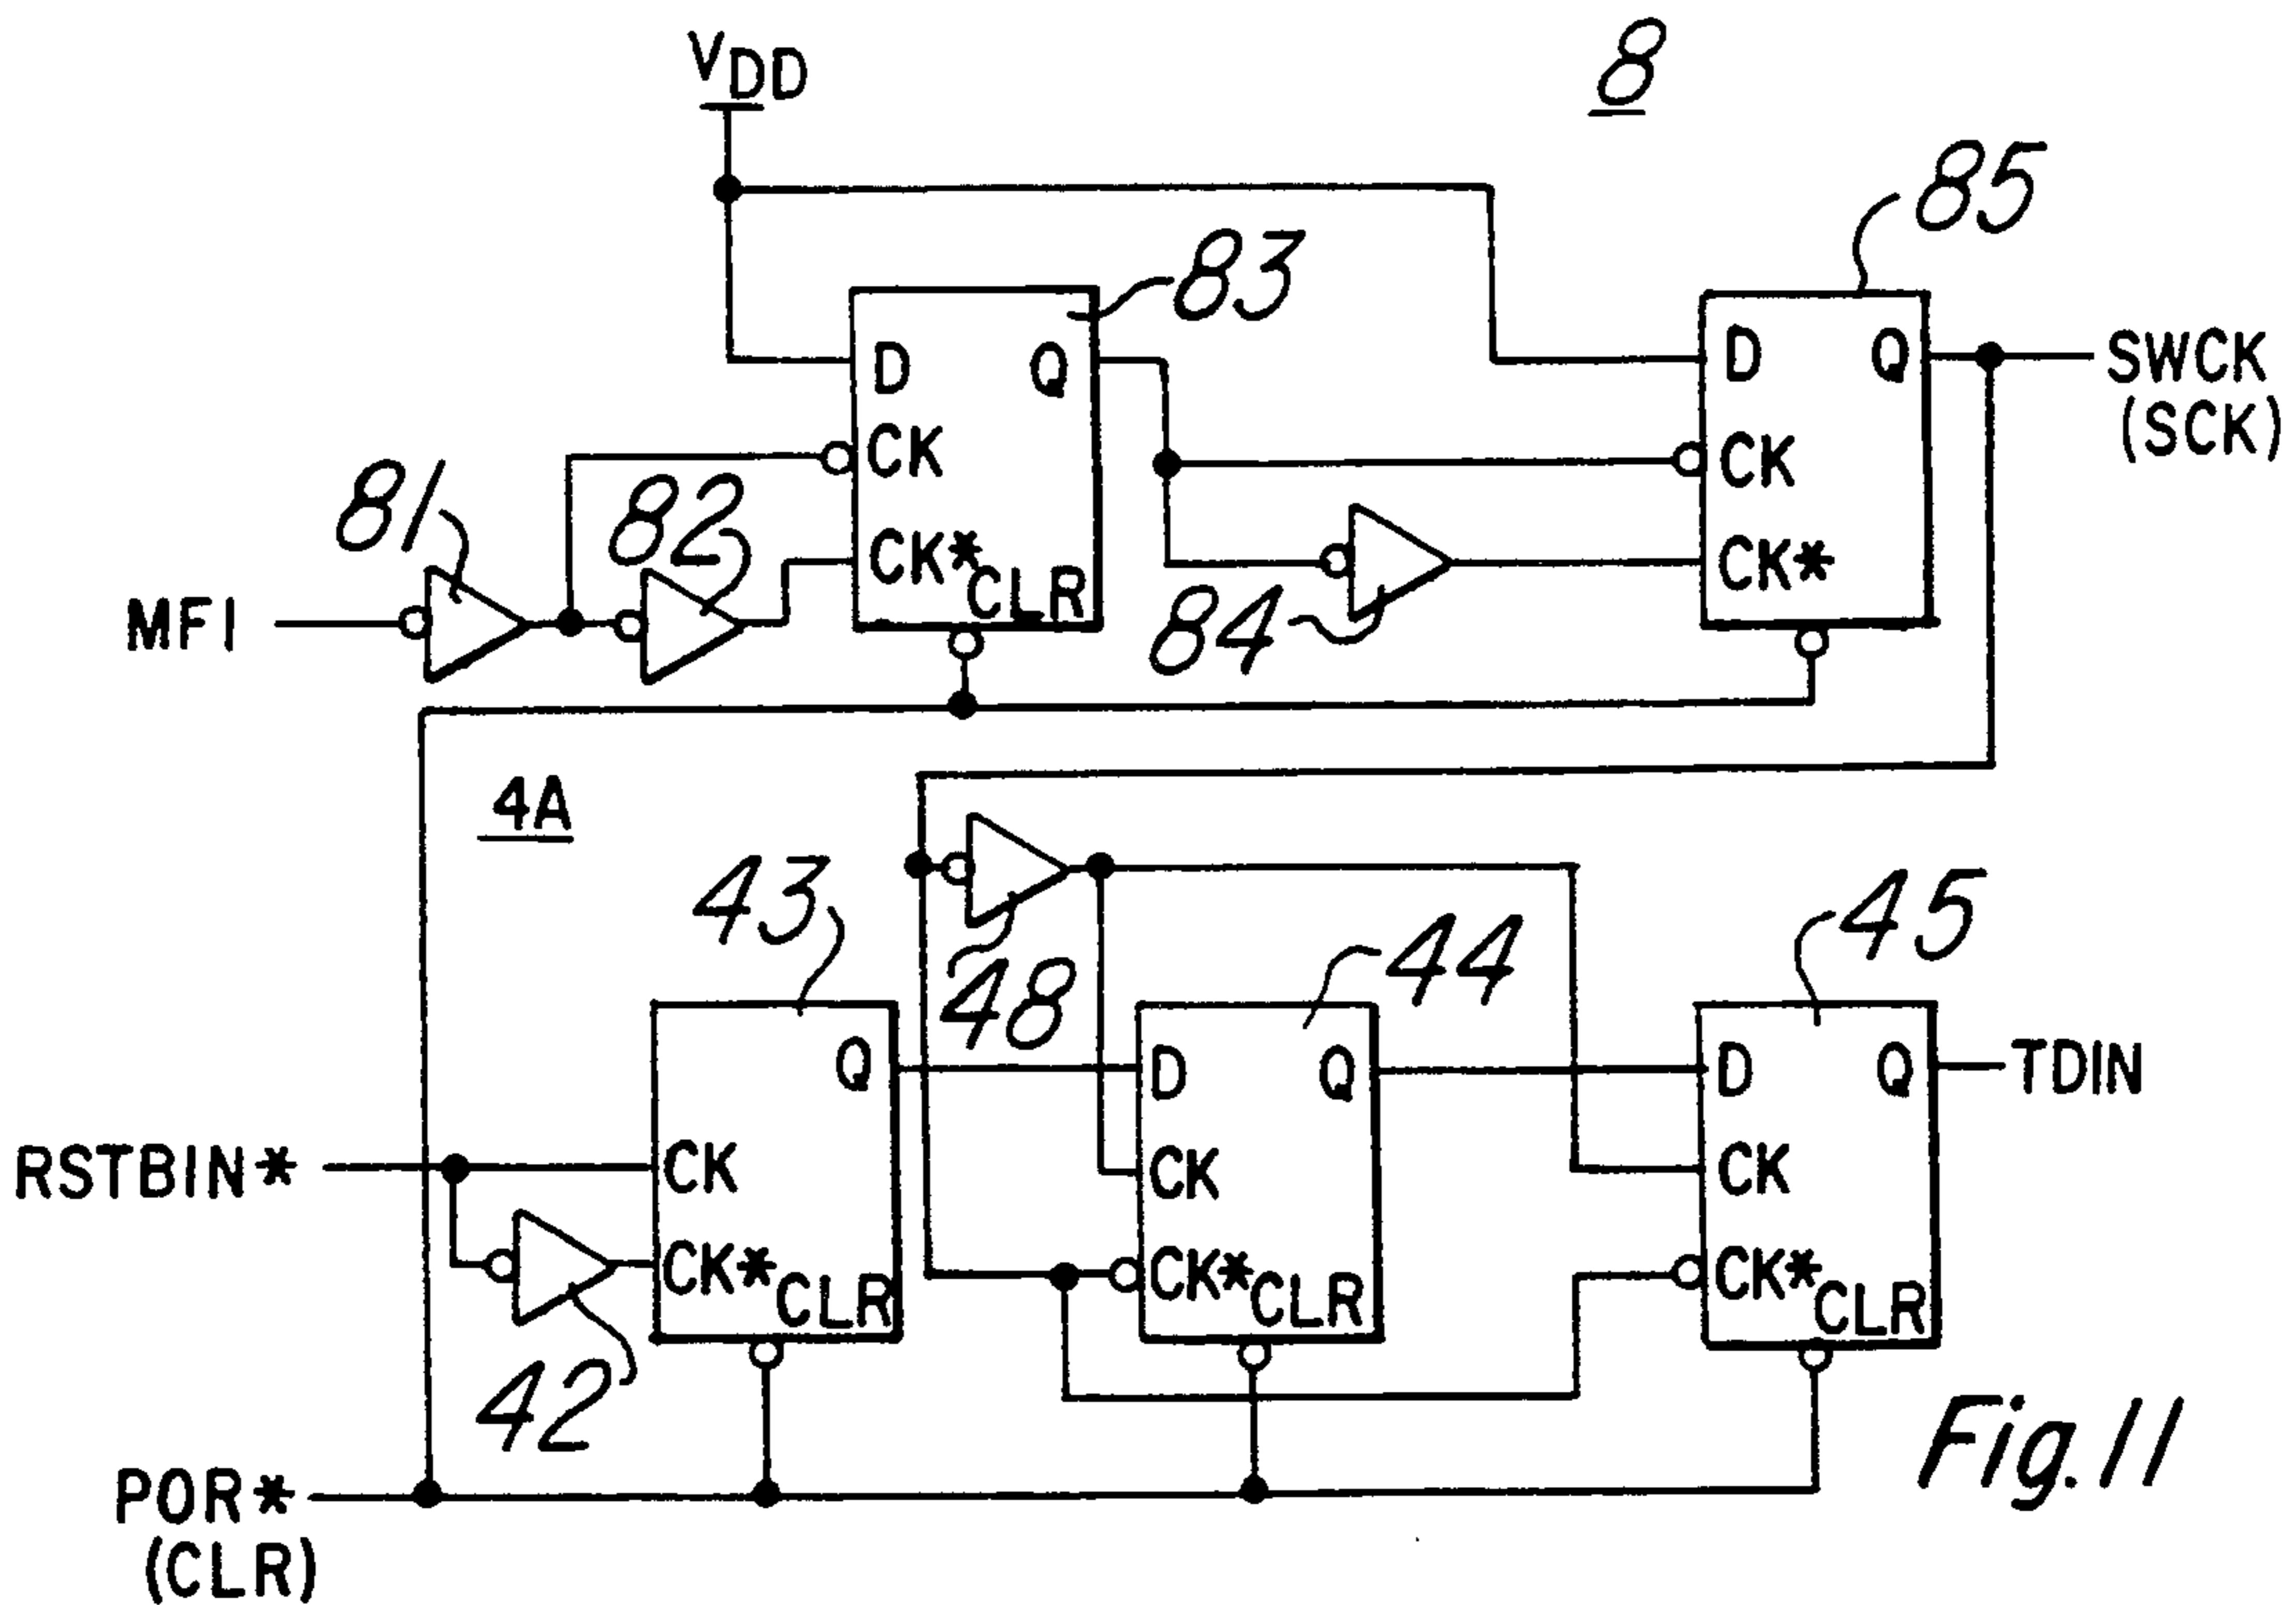 VDD
8
85
83
D Q
CK
CK*
CLR
D Q
CK
CK*
SWCK
(SCK)
81
82
84
MFI
4A
43
48
44
45
Q
CK
CK*
CLR
D Q
CK
CK*
CLR
D Q
CK
CK*
CLR
TDIN
RSTBIN*
42
POR*
(CLR)
Fig. 11